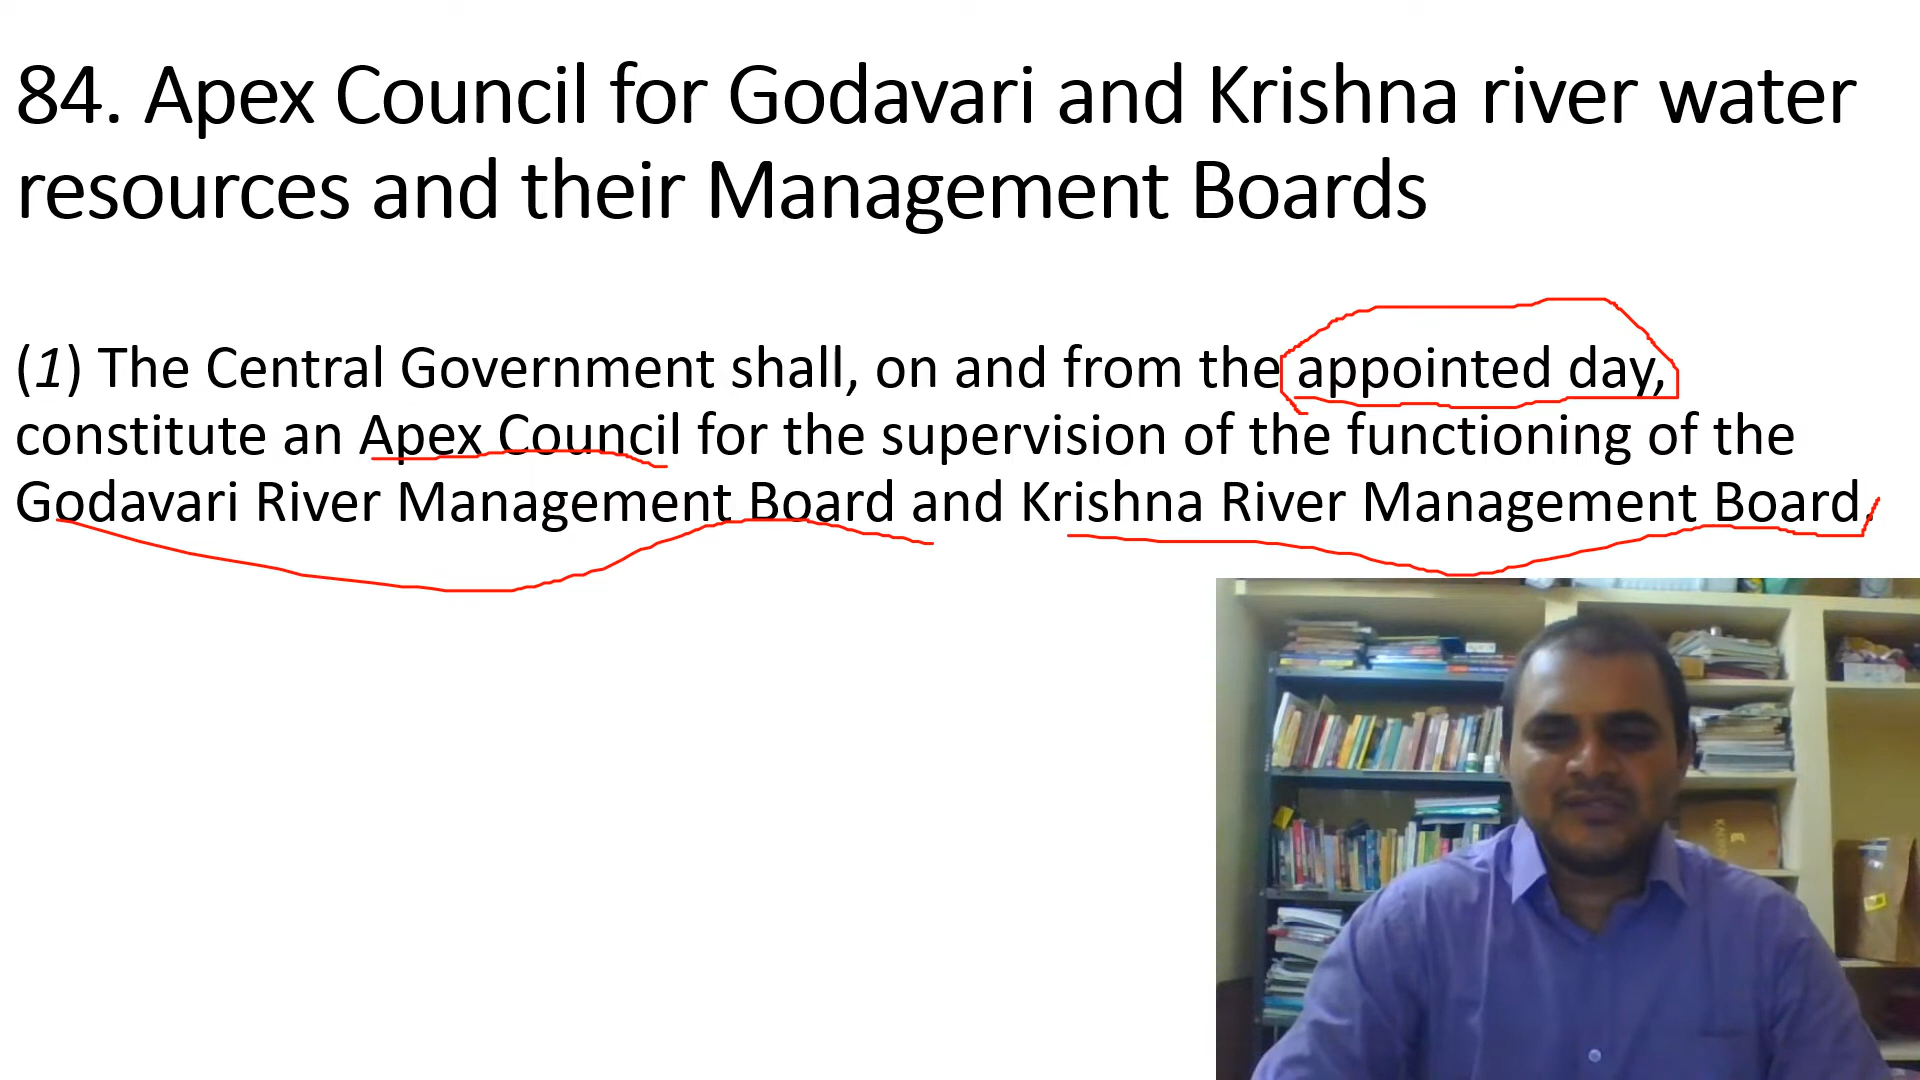 84. Apex Council for Godavari and Krishna river water
resources and their Management Boards
(1) The Central Government shall, on and from the appointed day,
constitute an Apex Council for the supervision of the functioning of the
Godavari River Management Board and Krishna River Management Board.